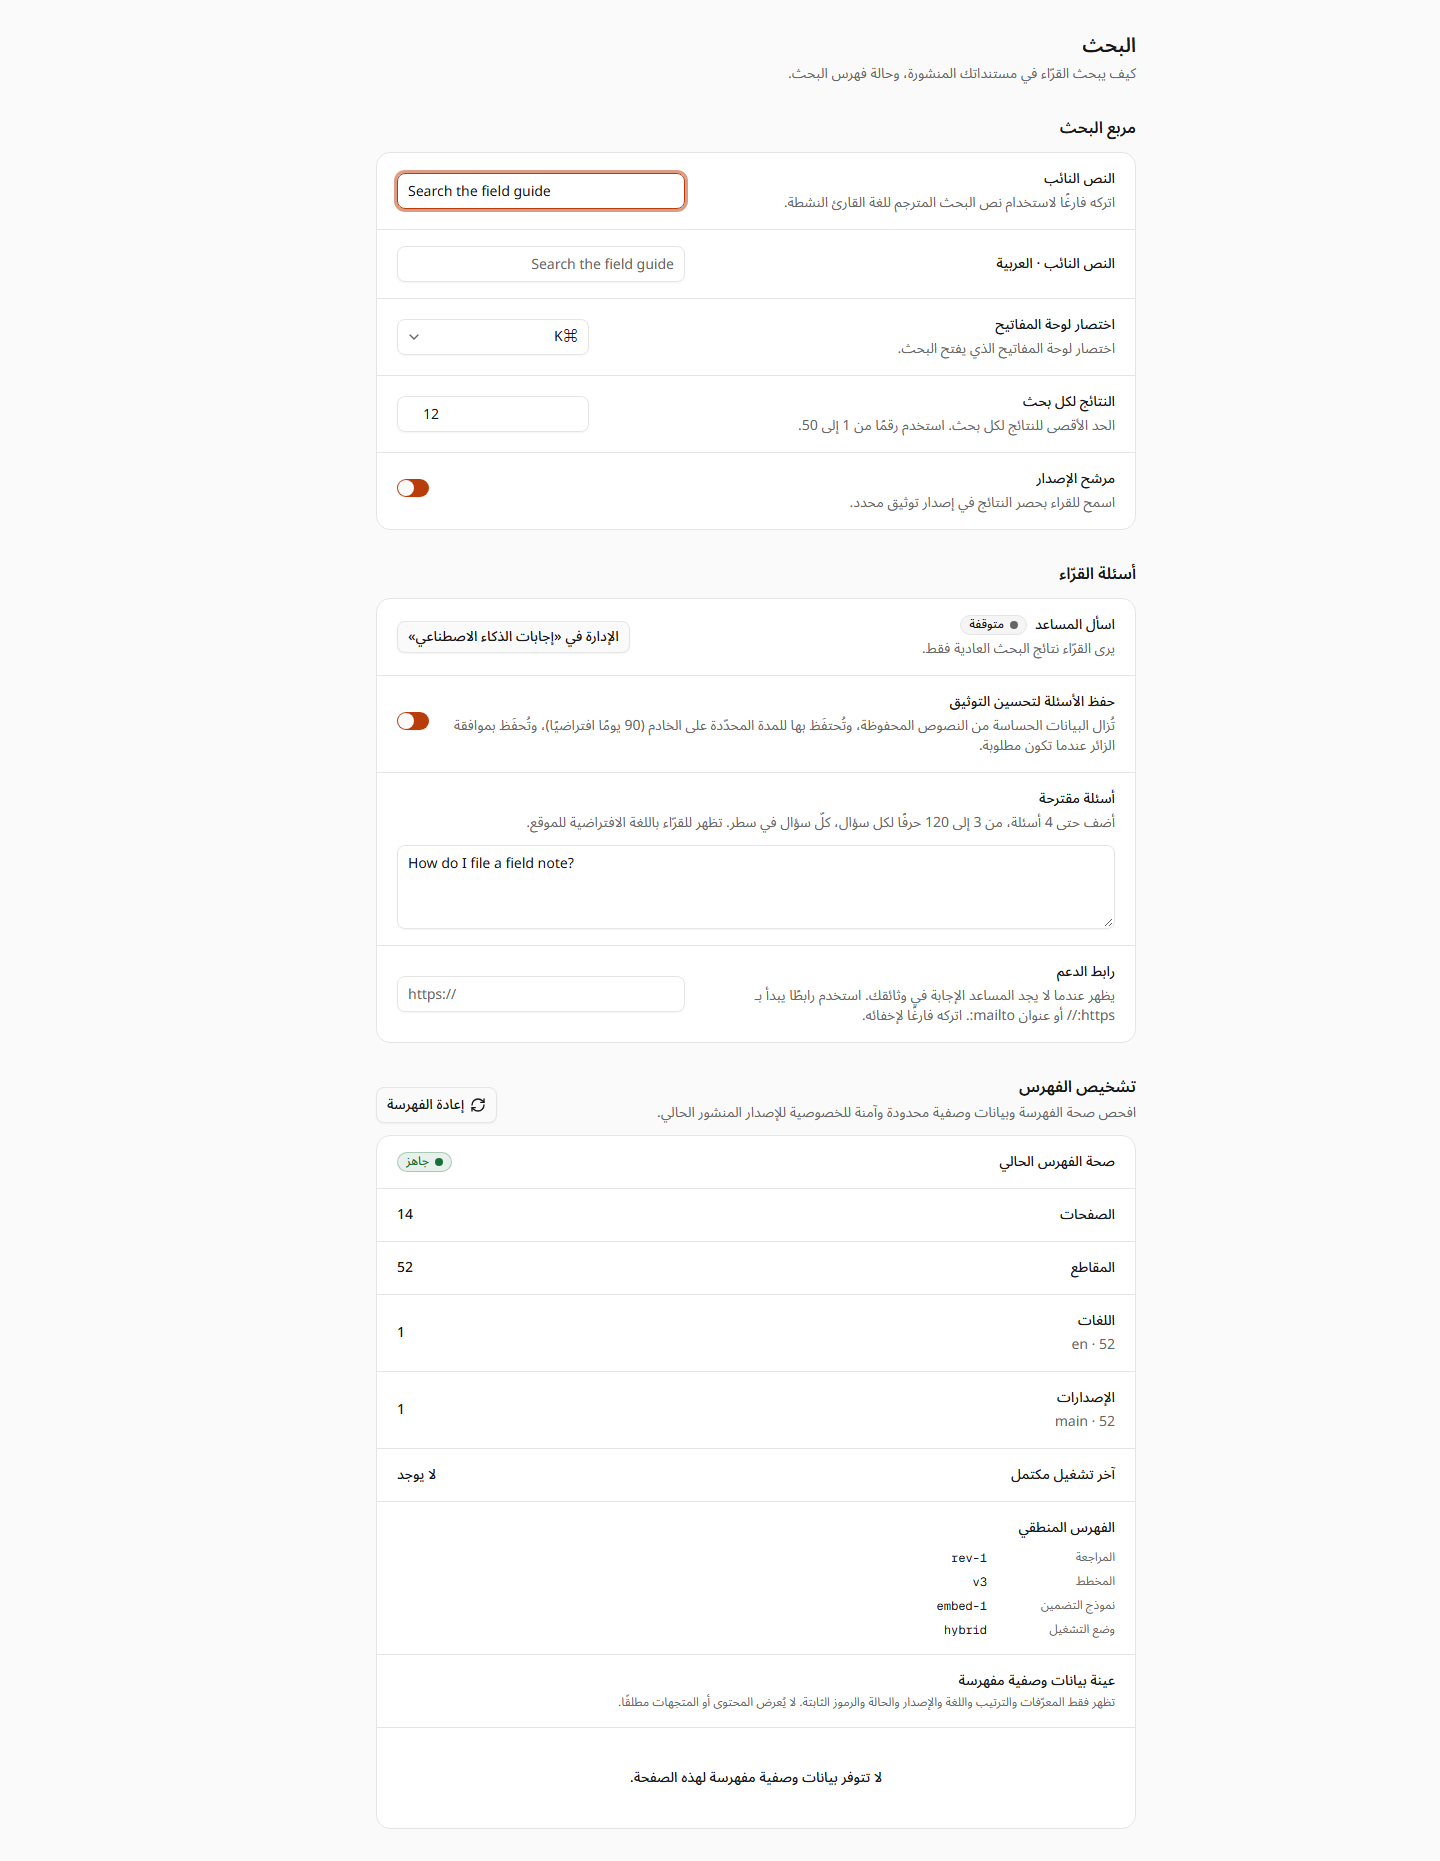 البحث
كيف يبحث القرّاء في مستنداتك المنشورة، وحالة فهرس البحث.
مربع البحث
النص النائب
اتركه فارغًا لاستخدام نص البحث المترجم للغة القارئ النشطة.
Search the field guide
النص النائب · العربية
Search the field guide
اختصار لوحة المفاتيح
اختصار لوحة المفاتيح الذي يفتح البحث.
⌘K
النتائج لكل بحث
الحد الأقصى للنتائج لكل بحث. استخدم رقمًا من 1 إلى 50.
12
مرشح الإصدار
اسمح للقراء بحصر النتائج في إصدار توثيق محدد.
أسئلة القرّاء
اسأل المساعد
متوقفة
يرى القرّاء نتائج البحث العادية فقط.
الإدارة في «إجابات الذكاء الاصطناعي»
حفظ الأسئلة لتحسين التوثيق
تُزال البيانات الحساسة من النصوص المحفوظة، وتُحتفَظ بها للمدة المحدّدة على الخادم (90 يومًا افتراضيًا)، وتُحفَظ بموافقة
الزائر عندما تكون مطلوبة.
أسئلة مقترحة
أضف حتى 4 أسئلة، من 3 إلى 120 حرفًا لكل سؤال، كلّ سؤال في سطر. تظهر للقرّاء باللغة الافتراضية للموقع.
How do I file a field note?
رابط الدعم
يظهر عندما لا يجد المساعد الإجابة في وثائقك. استخدم رابطًا يبدأ بـ
https:// أو عنوان mailto:. اتركه فارغًا لإخفائه.
https://
تشخيص الفهرس
افحص صحة الفهرسة وبيانات وصفية محدودة وآمنة للخصوصية للإصدار المنشور الحالي.
إعادة الفهرسة
صحة الفهرس الحالي
جاهز
الصفحات
14
المقاطع
52
اللغات
en · 52
1
الإصدارات
main · 52
1
آخر تشغيل مكتمل
لا يوجد
الفهرس المنطقي
المراجعة rev-1
المخطط v3
نموذج التضمين embed-1
وضع التشغيل hybrid
عينة بيانات وصفية مفهرسة
تظهر فقط المعرّفات والترتيب واللغة والإصدار والحالة والرموز الثابتة. لا يُعرض المحتوى أو المتجهات مطلقًا.
لا تتوفر بيانات وصفية مفهرسة لهذه الصفحة.